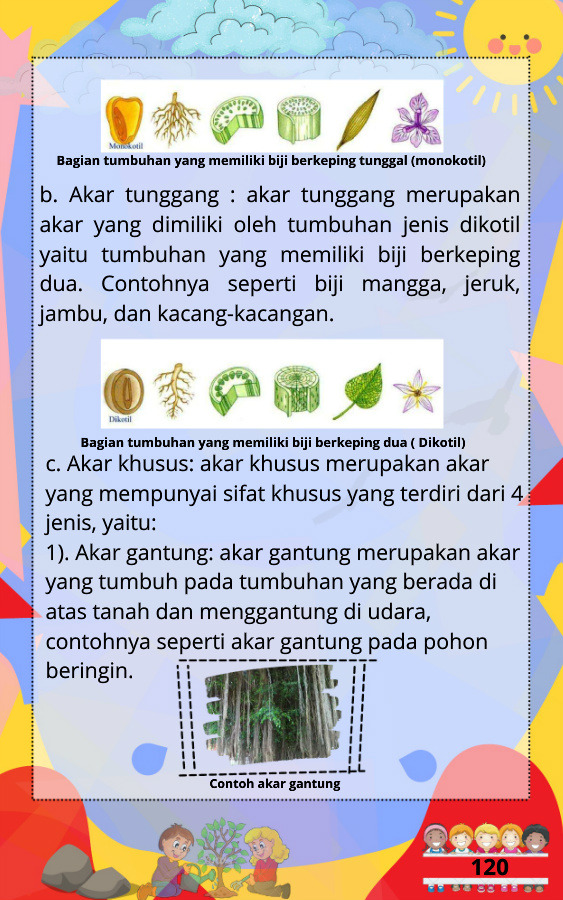 Monokotil
Bagian tumbuhan yang memiliki biji berkeping tunggal (monokotil)
b. Akar tunggang : akar tunggang merupakan
akar yang dimiliki oleh tumbuhan jenis dikotil
yaitu tumbuhan yang memiliki biji berkeping
dua. Contohnya seperti biji mangga, jeruk,
jambu, dan kacang-kacangan.
Dikotil
Bagian tumbuhan yang memiliki biji berkeping dua ( Dikotil)
c. Akar khusus: akar khusus merupakan akar
yang mempunyai sifat khusus yang terdiri dari 4
jenis, yaitu:
1). Akar gantung: akar gantung merupakan akar
yang tumbuh pada tumbuhan yang berada di
atas tanah dan menggantung di udara,
contohnya seperti akar gantung pada pohon
beringin.
Contoh akar gantung
120